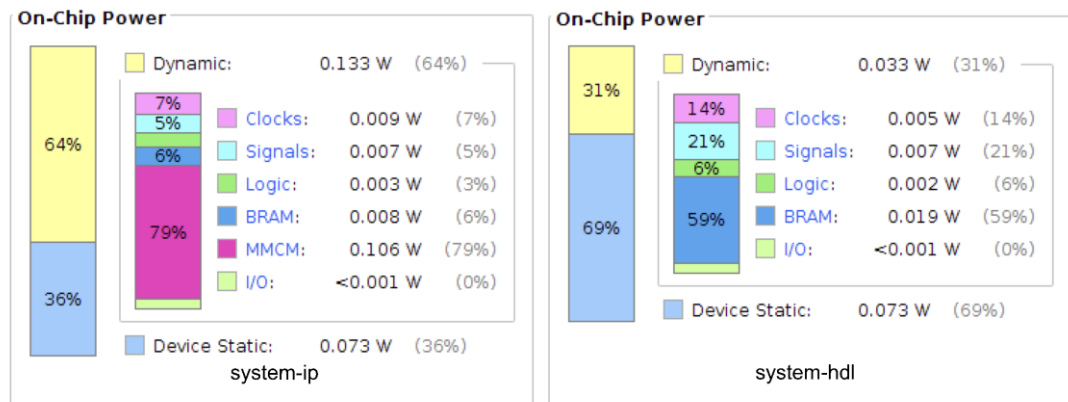 On-Chip Power
64%
36%
Dynamic: 0.133 W (64%)
7%
5%
6%
79%
Clocks: 0.009 W (7%)
Signals: 0.007 W (5%)
Logic: 0.003 W (3%)
BRAM: 0.008 W (6%)
MMCM: 0.106 W (79%)
I/O: <0.001 W (0%)
Device Static: 0.073 W (36%)
system-ip
On-Chip Power
31%
69%
Dynamic: 0.033 W (31%)
14%
21%
6%
59%
Clocks: 0.005 W (14%)
Signals: 0.007 W (21%)
Logic: 0.002 W (6%)
BRAM: 0.019 W (59%)
I/O: <0.001 W (0%)
Device Static: 0.073 W (69%)
system-hdl